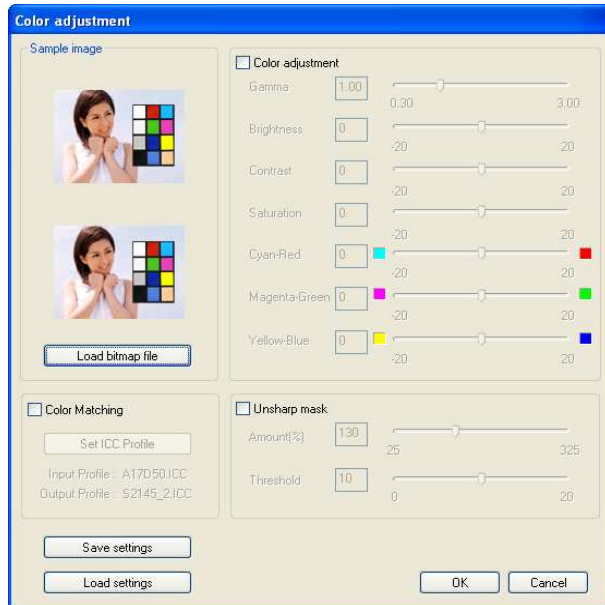 Color adjustment
Sample image
Load bitmap file
Color adjustment
Gamma 1.00
0.30 3.00
Brightness 0
-20 20
Contrast 0
-20 20
Saturation 0
-20 20
Cyan-Red 0
-20 20
Magenta-Green 0
-20 20
Yellow-Blue 0
-20 20
Color Matching
Set ICC Profile
Input Profile : A17D50.ICC
Output Profile : S2145_2.ICC
Unsharp mask
Amount(%) 130
25 325
Threshold 10
0 20
Save settings
Load settings
OK
Cancel